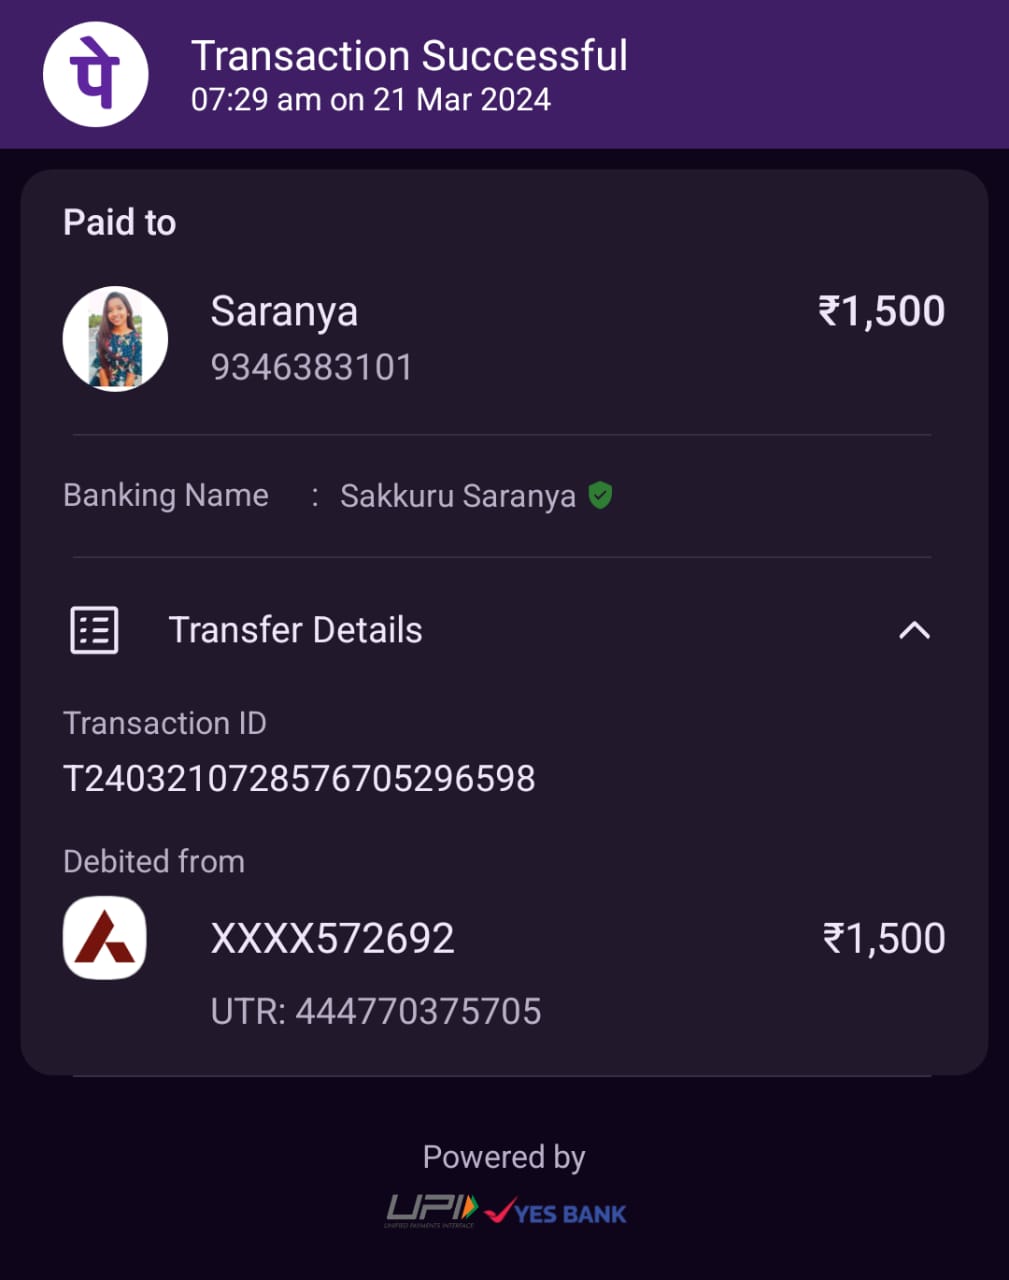 पे
Transaction Successful
07:29 am on 21 Mar 2024
Paid to
Saranya
₹1,500
9346383101
Banking Name : Sakkuru Saranya
Transfer Details
Transaction ID
T2403210728576705296598
Debited from
XXXX572692
₹1,500
UTR: 444770375705
Powered by
UPI
UNIFIED PAYMENTS INTERFACE
YES BANK